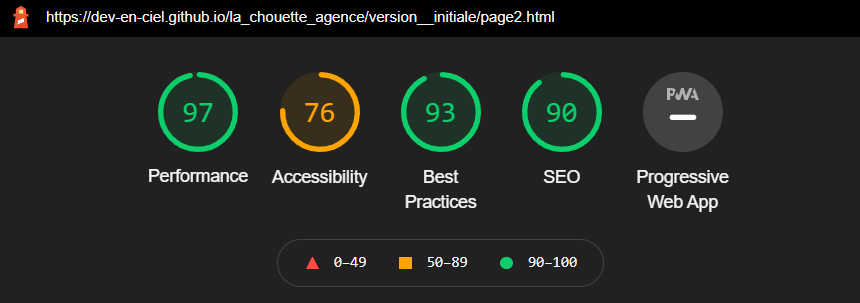 https://dev-en-ciel.github.io/la_chouette_agence/version__initiale/page2.html
97 76 93 90 PWA
Performance Accessibility Best Practices SEO Progressive Web App
0–49 50–89 90–100